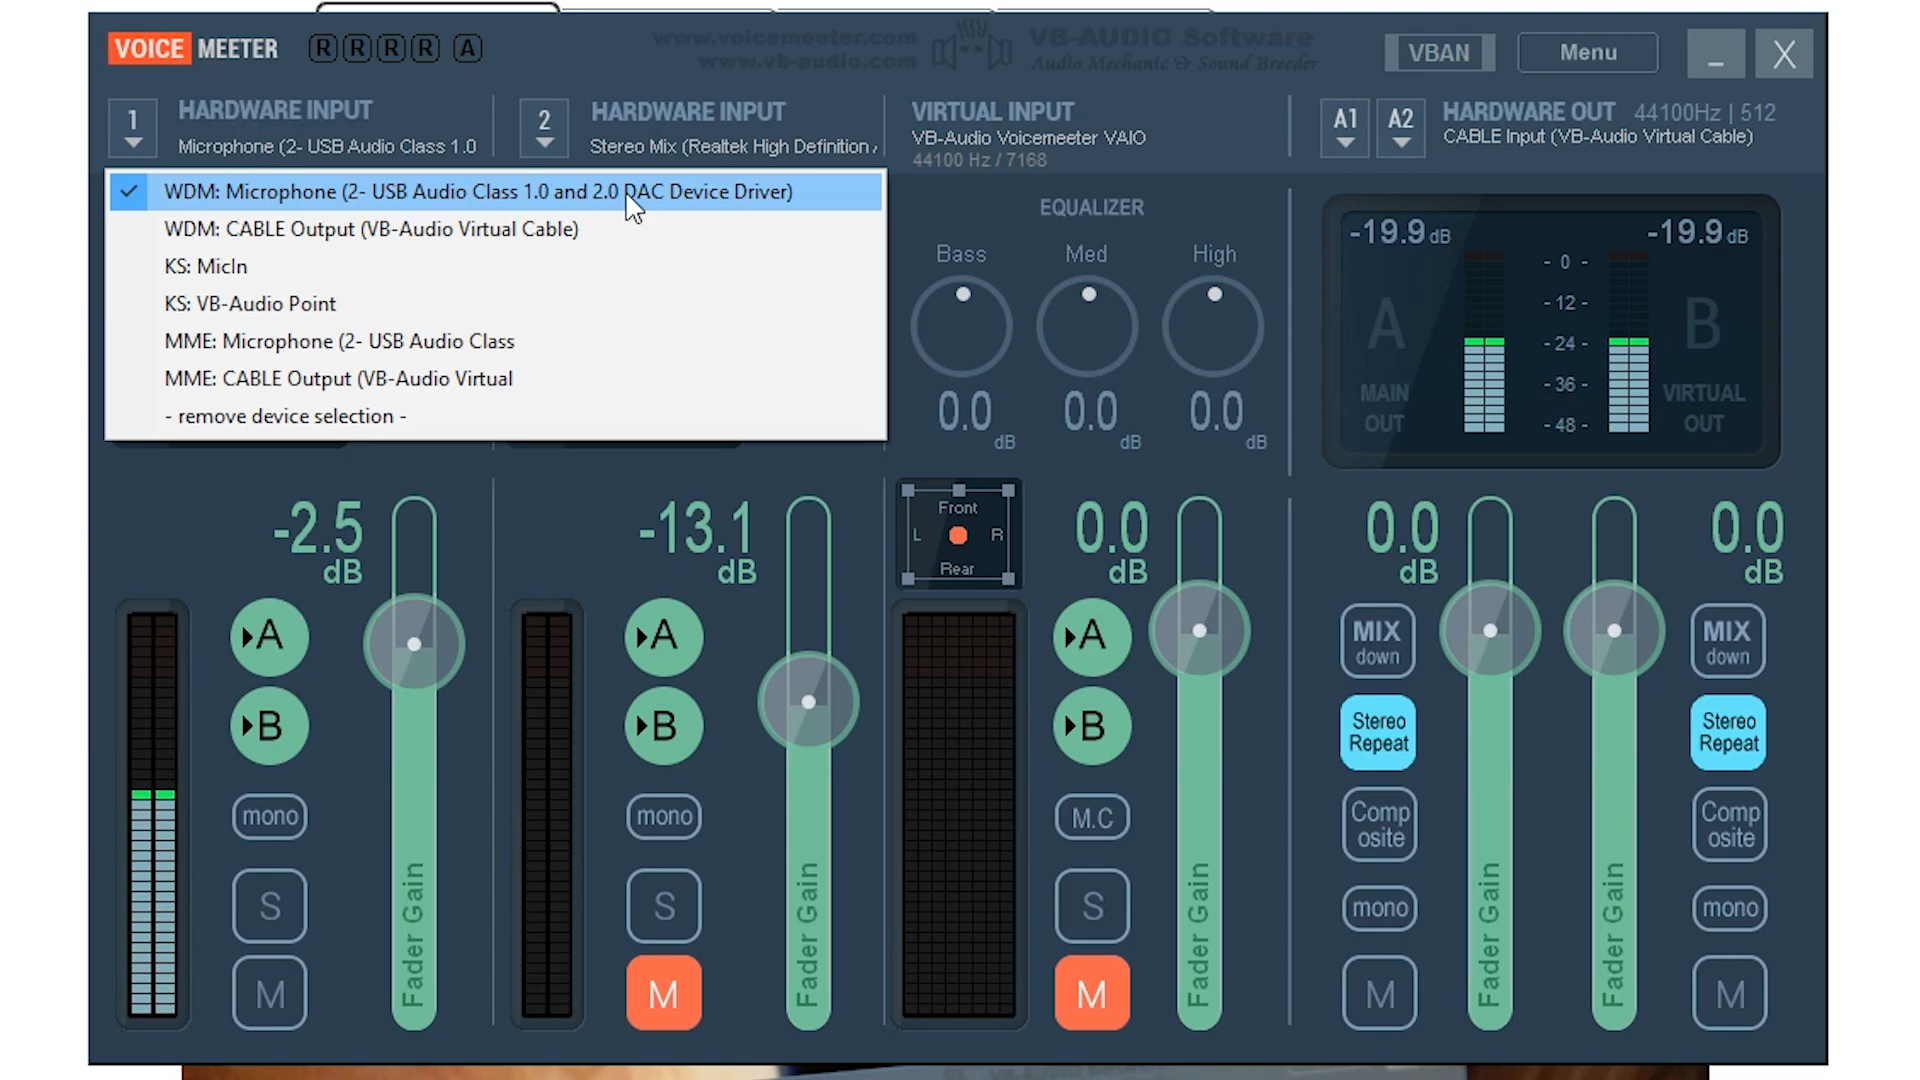 VOICE MEETER
R R R R A
www.voicemeeter.com
www.vb-audio.com
VB-AUDIO Software
Audio Mechanic & Sound Breeder
VBAN
Menu
_
X
1
HARDWARE INPUT
Microphone (2- USB Audio Class 1.0
2
HARDWARE INPUT
Stereo Mix (Realtek High Definition
VIRTUAL INPUT
VB-Audio Voicemeeter VAIO
44100 Hz / 7168
A1
A2
HARDWARE OUT 44100Hz | 512
CABLE Input (VB-Audio Virtual Cable)
WDM: Microphone (2- USB Audio Class 1.0 and 2.0 DAC Device Driver)
WDM: CABLE Output (VB-Audio Virtual Cable)
KS: MicIn
KS: VB-Audio Point
MME: Microphone (2- USB Audio Class
MME: CABLE Output (VB-Audio Virtual
- remove device selection -
EQUALIZER
Bass Med High
0.0 dB 0.0 dB 0.0 dB
-19.9 dB -19.9 dB
- 0 -
- 12 -
- 24 -
- 36 -
- 48 -
A
MAIN
OUT
B
VIRTUAL
OUT
-2.5
dB
A
B
mono
S
M
Fader Gain
-13.1
dB
A
B
mono
S
M
Fader Gain
Front
L R
Rear
0.0
dB
A
B
M.C
S
M
Fader Gain
0.0
dB
MIX
down
Stereo
Repeat
Comp
osite
mono
M
Fader Gain
Fader Gain
0.0
dB
MIX
down
Stereo
Repeat
Comp
osite
mono
M